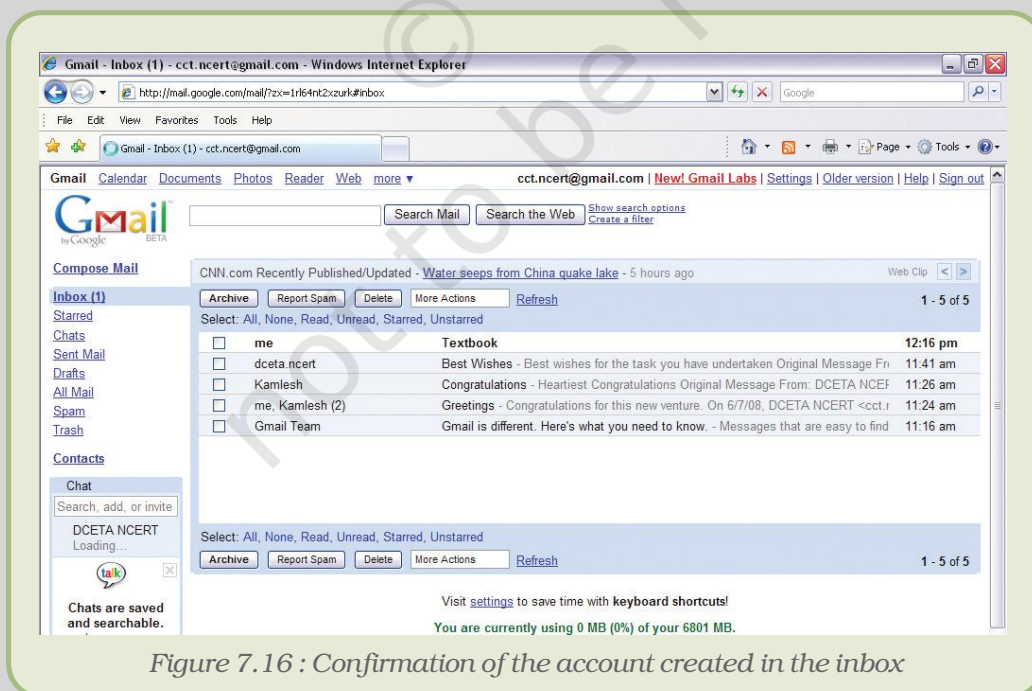 Gmail - Inbox (1) - cct.ncert@gmail.com - Windows Internet Explorer
http://mail.google.com/mail/?zx=1rl64nt2xzurk#inbox Google
File Edit View Favorites Tools Help
Gmail - Inbox (1) - cct.ncert@gmail.com Page Tools
Gmail Calendar Documents Photos Reader Web more ▼ cct.ncert@gmail.com | New! Gmail Labs | Settings | Older version | Help | Sign out
Gmail by Google BETA
Search Mail Search the Web Show search options
Create a filter
Compose Mail
CNN.com Recently Published/Updated - Water seeps from China quake lake - 5 hours ago Web Clip < >
Inbox (1)
Starred
Chats
Sent Mail
Drafts
All Mail
Spam
Trash
Contacts
Archive Report Spam Delete More Actions Refresh 1 - 5 of 5
Select: All, None, Read, Unread, Starred, Unstarred
me Textbook 12:16 pm
dceta.ncert Best Wishes - Best wishes for the task you have undertaken Original Message Fr 11:41 am
Kamlesh Congratulations - Heartiest Congratulations Original Message From: DCETA NCEF 11:26 am
me, Kamlesh (2) Greetings - Congratulations for this new venture. On 6/7/08, DCETA NCERT <cct.r 11:24 am
Gmail Team Gmail is different. Here's what you need to know. - Messages that are easy to find 11:16 am
Chat
Search, add, or invite
DCETA NCERT
Loading...
talk
Chats are saved
and searchable.
Select: All, None, Read, Unread, Starred, Unstarred
Archive Report Spam Delete More Actions Refresh 1 - 5 of 5
Visit settings to save time with keyboard shortcuts!
You are currently using 0 MB (0%) of your 6801 MB.
Figure 7.16 : Confirmation of the account created in the inbox
© not to be r